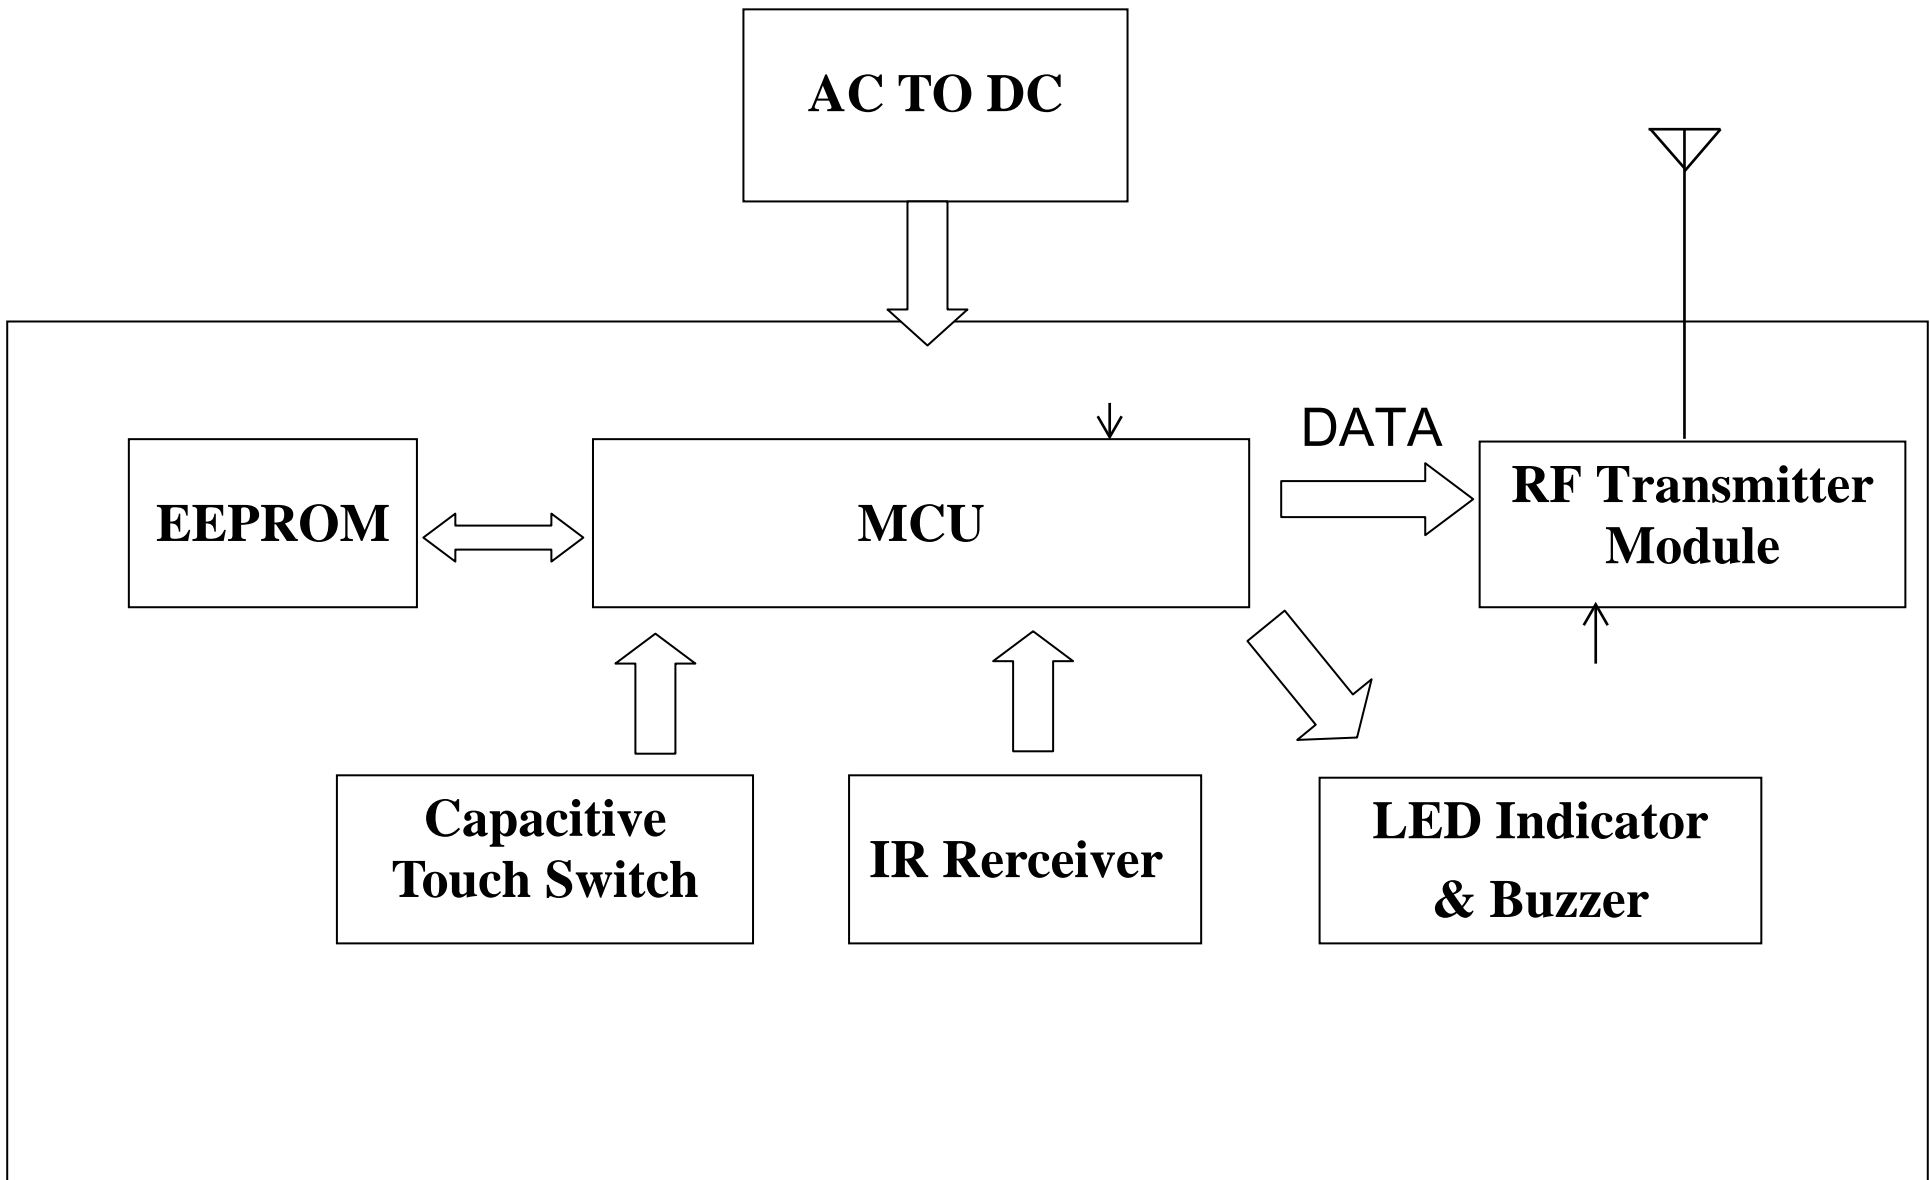 AC TO DC
DATA
EEPROM
MCU
RF Transmitter
Module
Capacitive
Touch Switch
IR Rerceiver
LED Indicator
& Buzzer